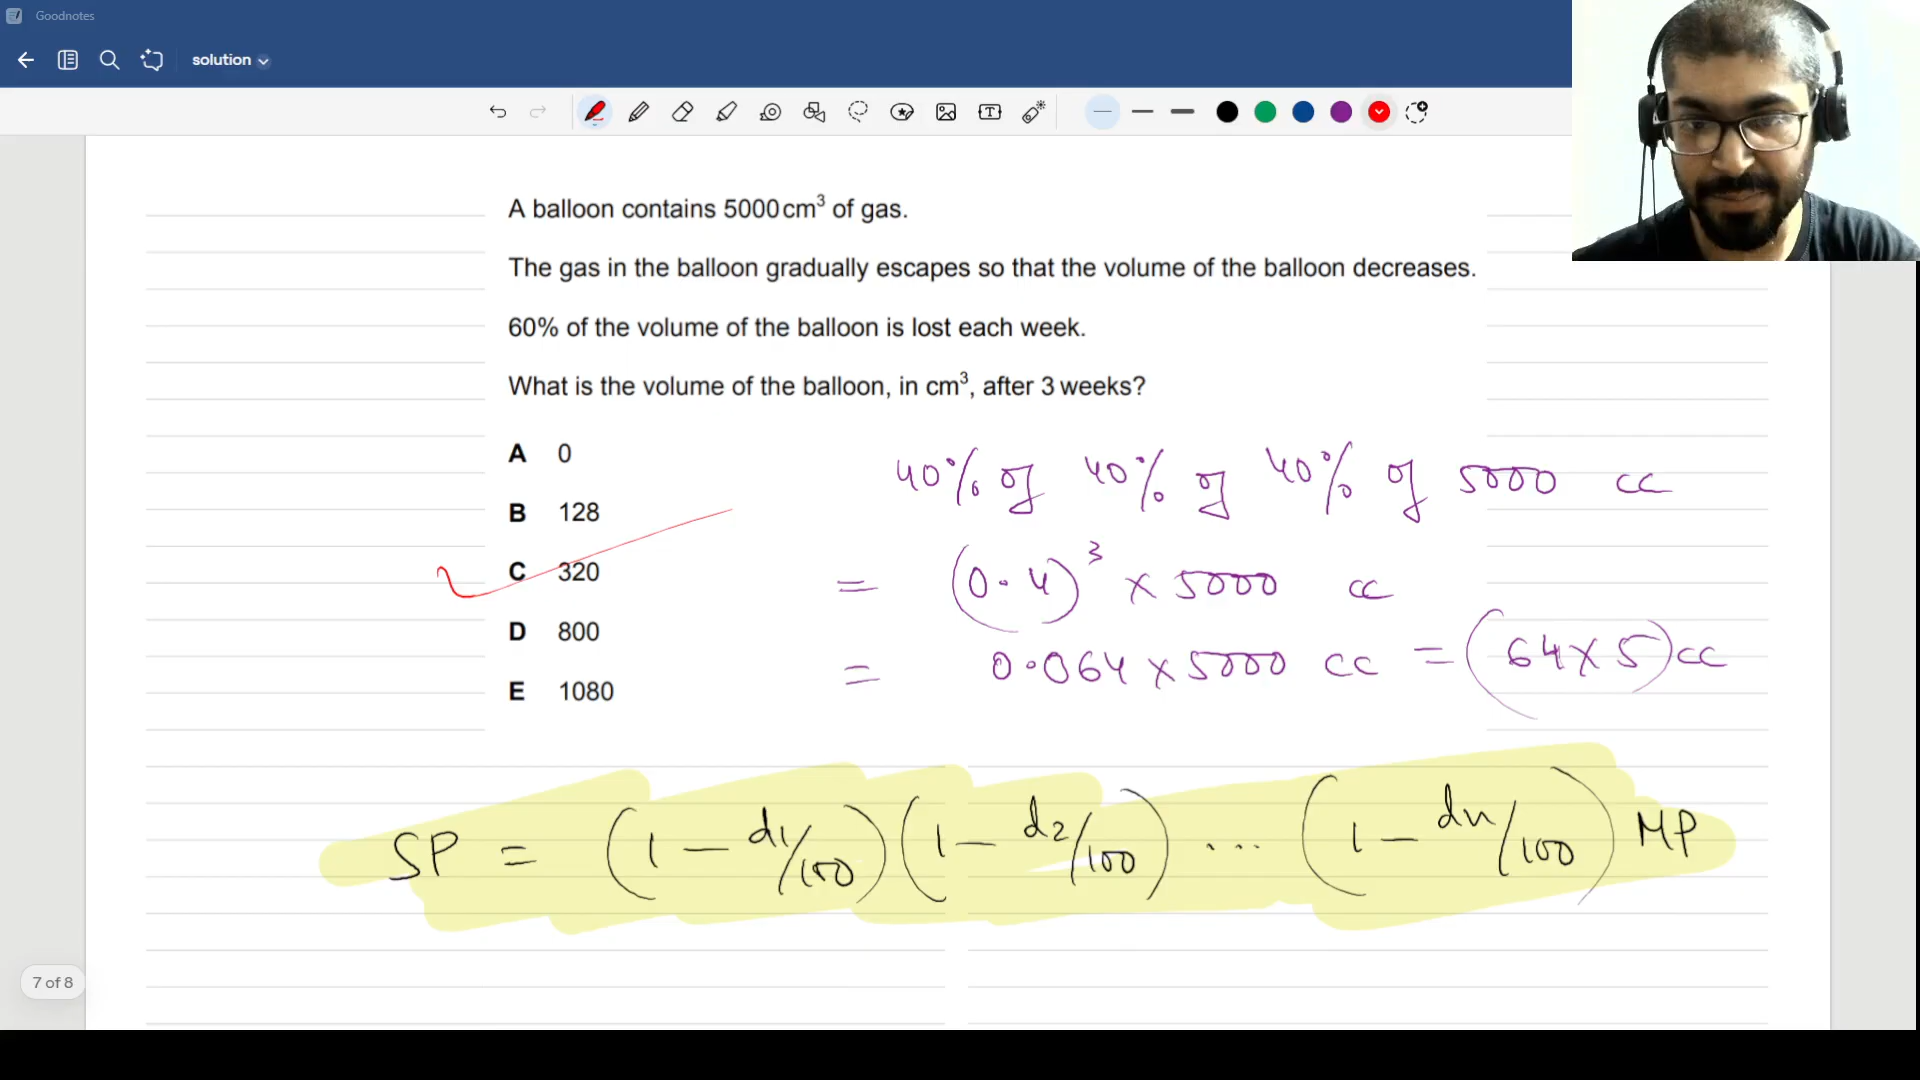 Goodnotes
solution
A balloon contains 5000 cm³ of gas.
The gas in the balloon gradually escapes so that the volume of the balloon decreases.
60% of the volume of the balloon is lost each week.
What is the volume of the balloon, in cm³, after 3 weeks?
A 0
B 128
C 320
D 800
E 1080
40% of 40% of 40% of 5000 cc
= (0.4)³ × 5000 cc
= 0.064 × 5000 cc = (64 × 5) cc
SP = (1 - d1/100)(1 - d2/100) .... (1 - dn/100) MP
7 of 8